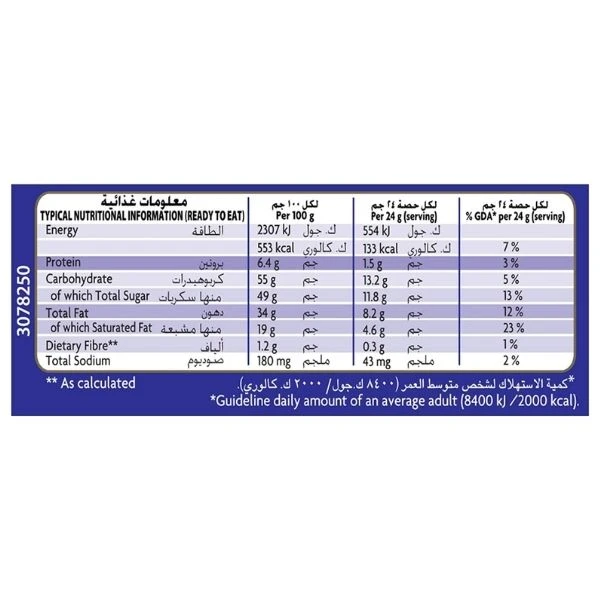 3078250
معلومات غذائية لكل ١٠٠ جم لكل حصة ٢٤ جم لكل حصة ٢٤ جم
TYPICAL NUTRITIONAL INFORMATION (READY TO EAT) Per 100 g Per 24 g (serving) % GDA* per 24 g (serving)
Energy الطاقة 2307 kJ ك. جول 554 kJ ك. جول
553 kcal ك. كالوري 133 kcal ك. كالوري 7 %
Protein بروتين 6.4 g جم 1.5 g جم 3 %
Carbohydrate كربوهيدرات 55 g جم 13.2 g جم 5 %
of which Total Sugar منها سكريات 49 g جم 11.8 g جم 13 %
Total Fat دهون 34 g جم 8.2 g جم 12 %
of which Saturated Fat منها مشبعة 19 g جم 4.6 g جم 23 %
Dietary Fibre** ألياف 1.2 g جم 0.3 g جم 1 %
Total Sodium صوديوم 180 mg ملجم 43 mg ملجم 2 %
** As calculated
*كمية الاستهلاك لشخص متوسط العمر (٨٤٠٠ ك.جول/ ٢٠٠٠ ك. كالوري).
*Guideline daily amount of an average adult (8400 kJ /2000 kcal).